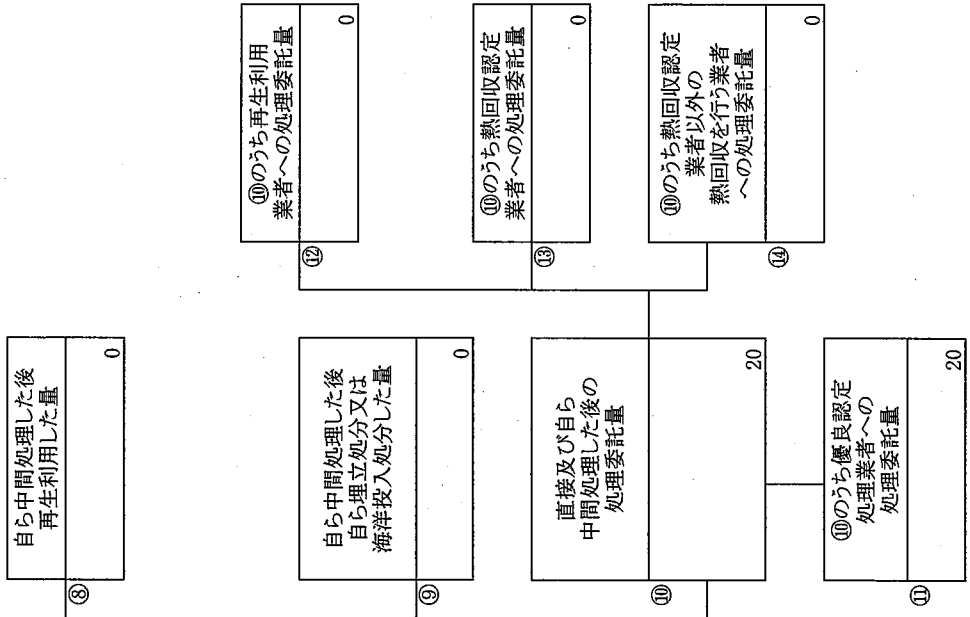 ⑧
自ら中間処理した後
再生利用した量
0
⑨
自ら中間処理した後
自ら埋立処分又は
海洋投入処分した量
0
⑩
直接及び自ら
中間処理した後の
処理委託量
20
⑪
⑩のうち優良認定
処理業者への
処理委託量
20
⑫
⑩のうち再生利用
業者への処理委託量
0
⑬
⑩のうち熱回収認定
業者への処理委託量
0
⑭
⑩のうち熱回収認定
業者以外の
熱回収を行う業者
への処理委託量
0